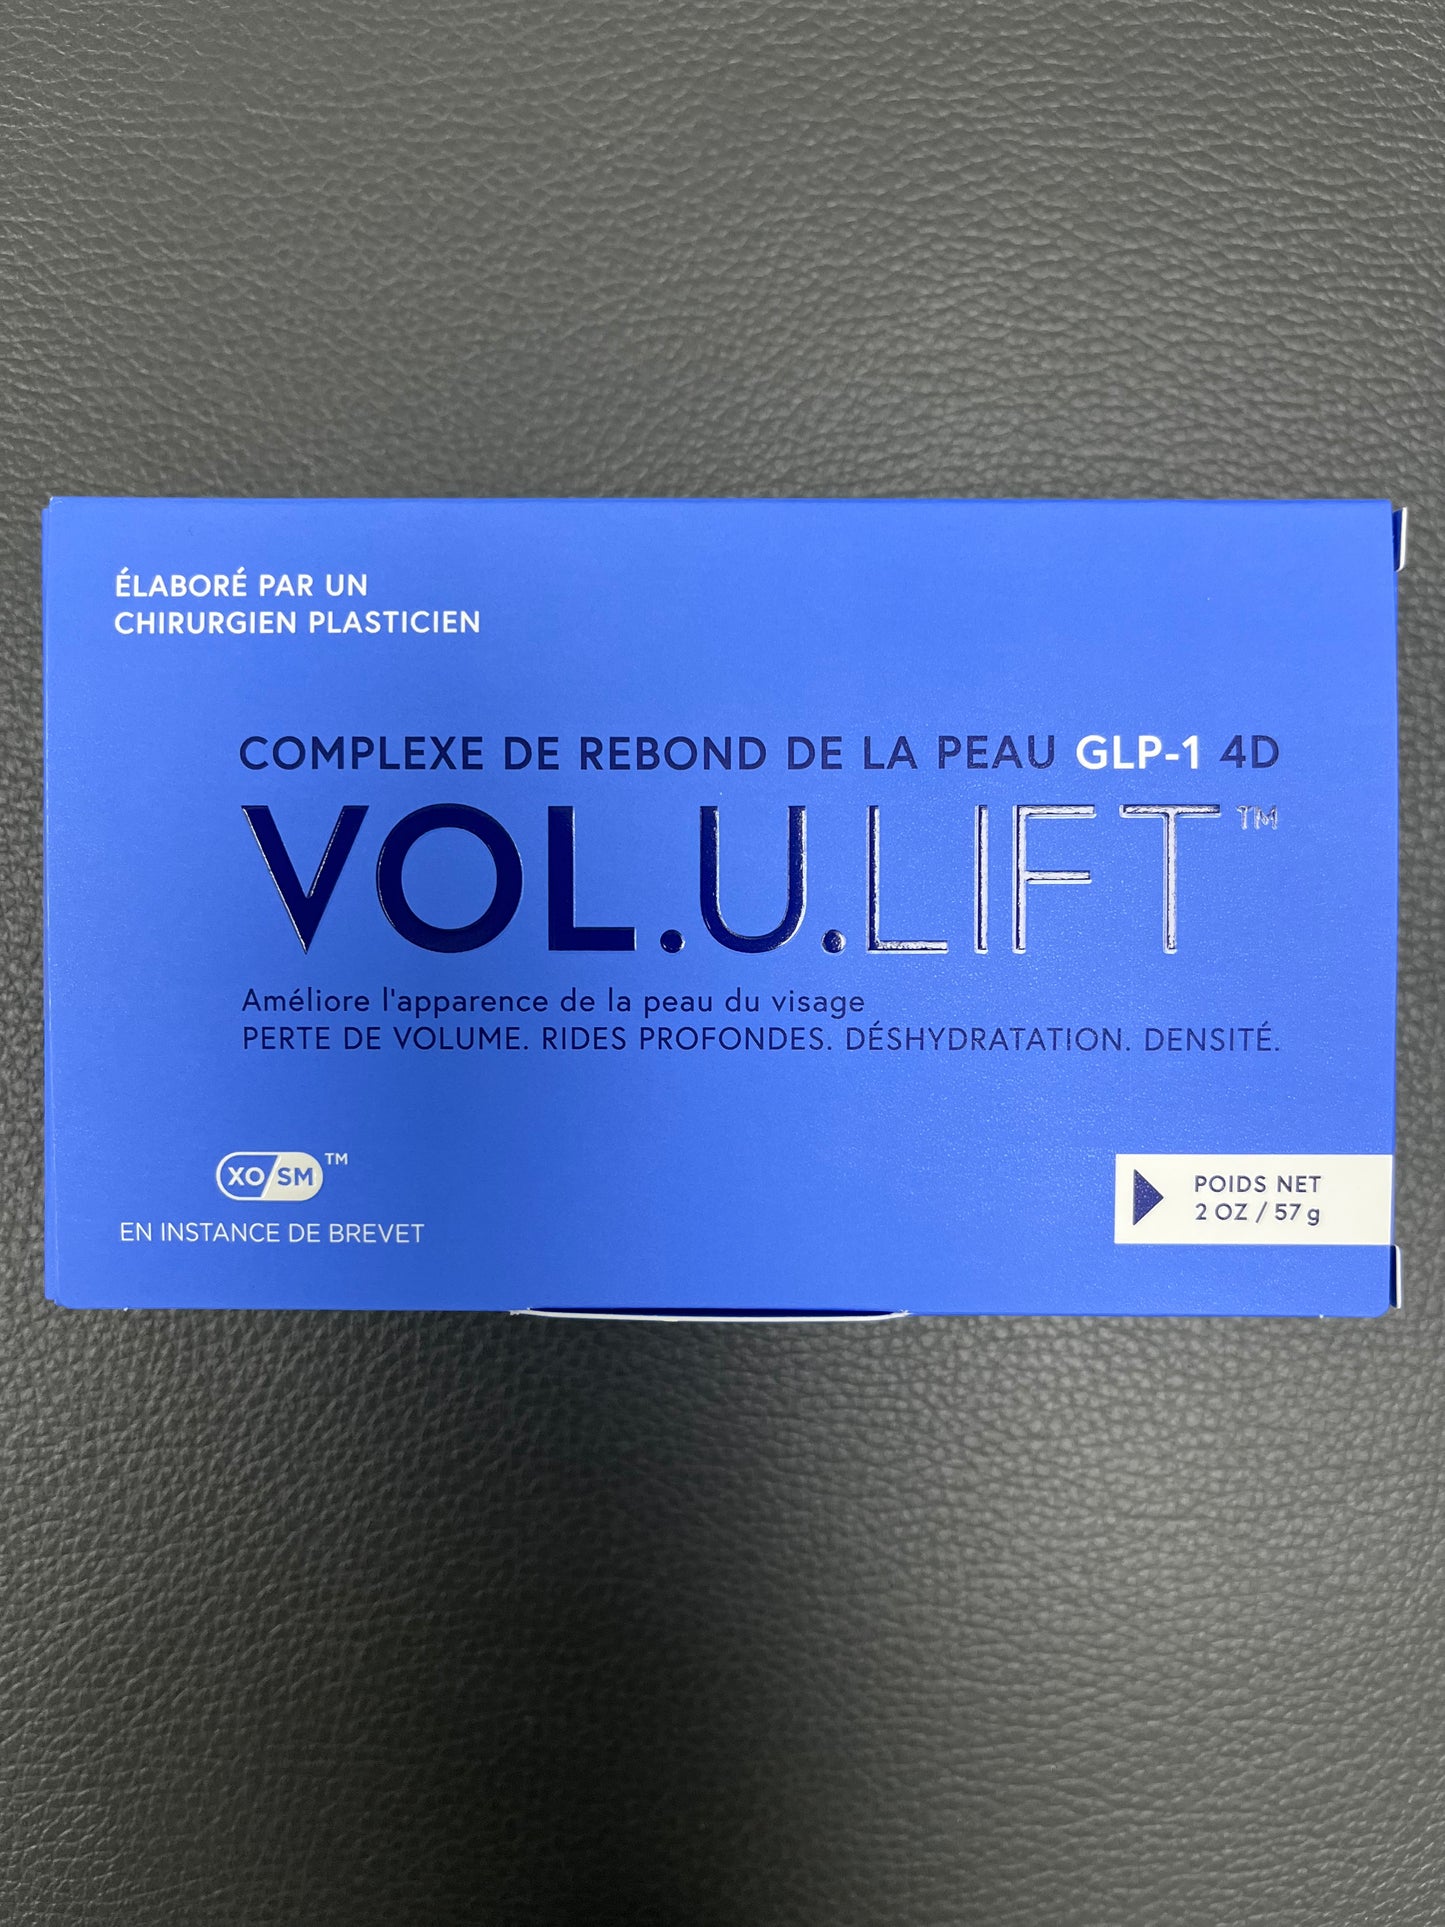 ÉLABORÉ PAR UN
CHIRURGIEN PLASTICIEN
COMPLEXE DE REBOND DE LA PEAU GLP-1 4D
VOL.U.LIFT™
Améliore l'apparence de la peau du visage
PERTE DE VOLUME. RIDES PROFONDES. DÉSHYDRATATION. DENSITÉ.
XO/SM™
EN INSTANCE DE BREVET
POIDS NET
2 OZ / 57 g